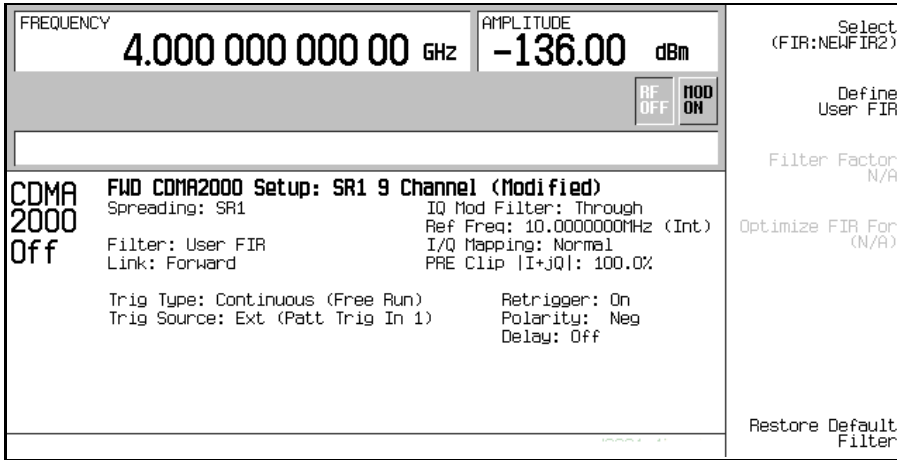 FREQUENCY
4.000 000 000 00 GHz
AMPLITUDE
-136.00 dBm
RF OFF
MOD ON
CDMA
2000
Off
FWD CDMA2000 Setup: SR1 9 Channel (Modified)
Spreading: SR1
IQ Mod Filter: Through
Ref Freq: 10.0000000MHz (Int)
Filter: User FIR
I/Q Mapping: Normal
Link: Forward
PRE Clip |I+jQ|: 100.0%
Trig Type: Continuous (Free Run)
Retrigger: On
Trig Source: Ext (Patt Trig In 1)
Polarity: Neg
Delay: Off
Select
(FIR:NEWFIR2)
Define
User FIR
Filter Factor
N/A
Optimize FIR For
(N/A)
Restore Default
Filter